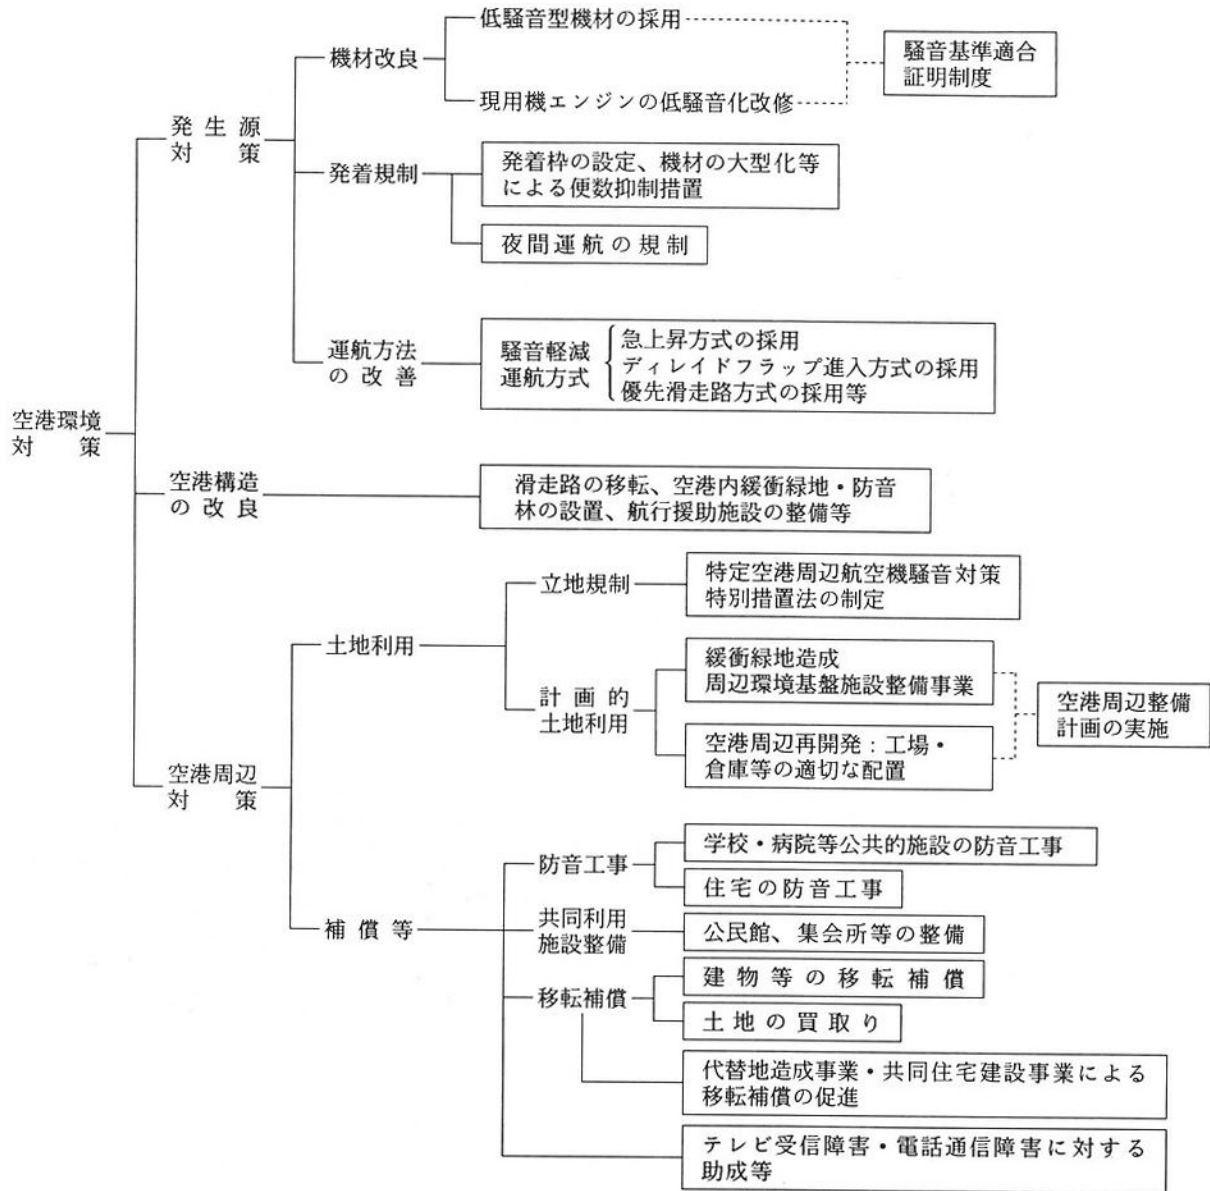 空港環境
対策
発生源
対策
機材改良
低騒音型機材の採用
現用機エンジンの低騒音化改修
騒音基準適合
証明制度
発着規制
発着枠の設定、機材の大型化等
による便数抑制措置
夜間運航の規制
運航方法
の改善
騒音軽減
運航方式
急上昇方式の採用
ディレイドフラップ進入方式の採用
優先滑走路方式の採用等
空港構造
の改良
滑走路の移転、空港内緩衝緑地・防音
林の設置、航行援助施設の整備等
空港周辺
対策
土地利用
立地規制
特定空港周辺航空機騒音対策
特別措置法の制定
計画的
土地利用
緩衝緑地造成
周辺環境基盤施設整備事業
空港周辺再開発：工場・
倉庫等の適切な配置
空港周辺整備
計画の実施
補償等
防音工事
学校・病院等公共的施設の防音工事
住宅の防音工事
共同利用
施設整備
公民館、集会所等の整備
移転補償
建物等の移転補償
土地の買取り
代替地造成事業・共同住宅建設事業による
移転補償の促進
テレビ受信障害・電話通信障害に対する
助成等